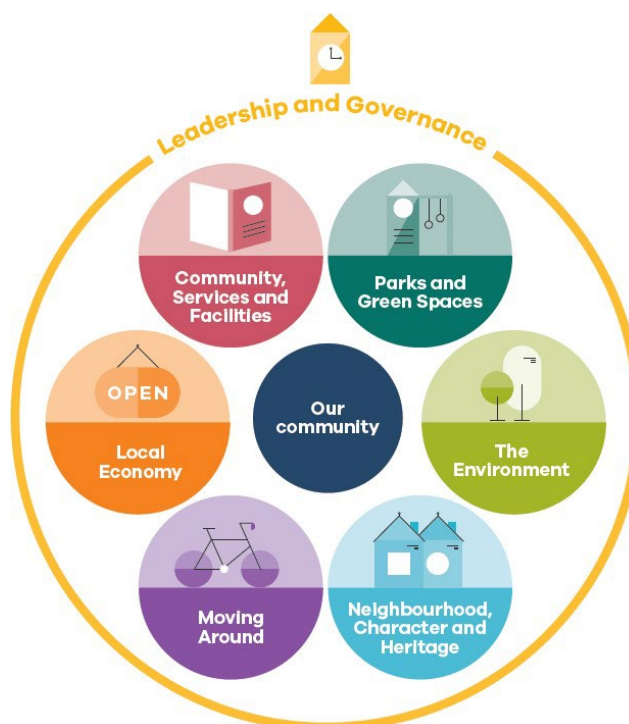 Leadership and Governance
Community,
Services and
Facilities
Parks and
Green Spaces
OPEN
Local
Economy
Our
community
The
Environment
Moving
Around
Neighbourhood,
Character and
Heritage